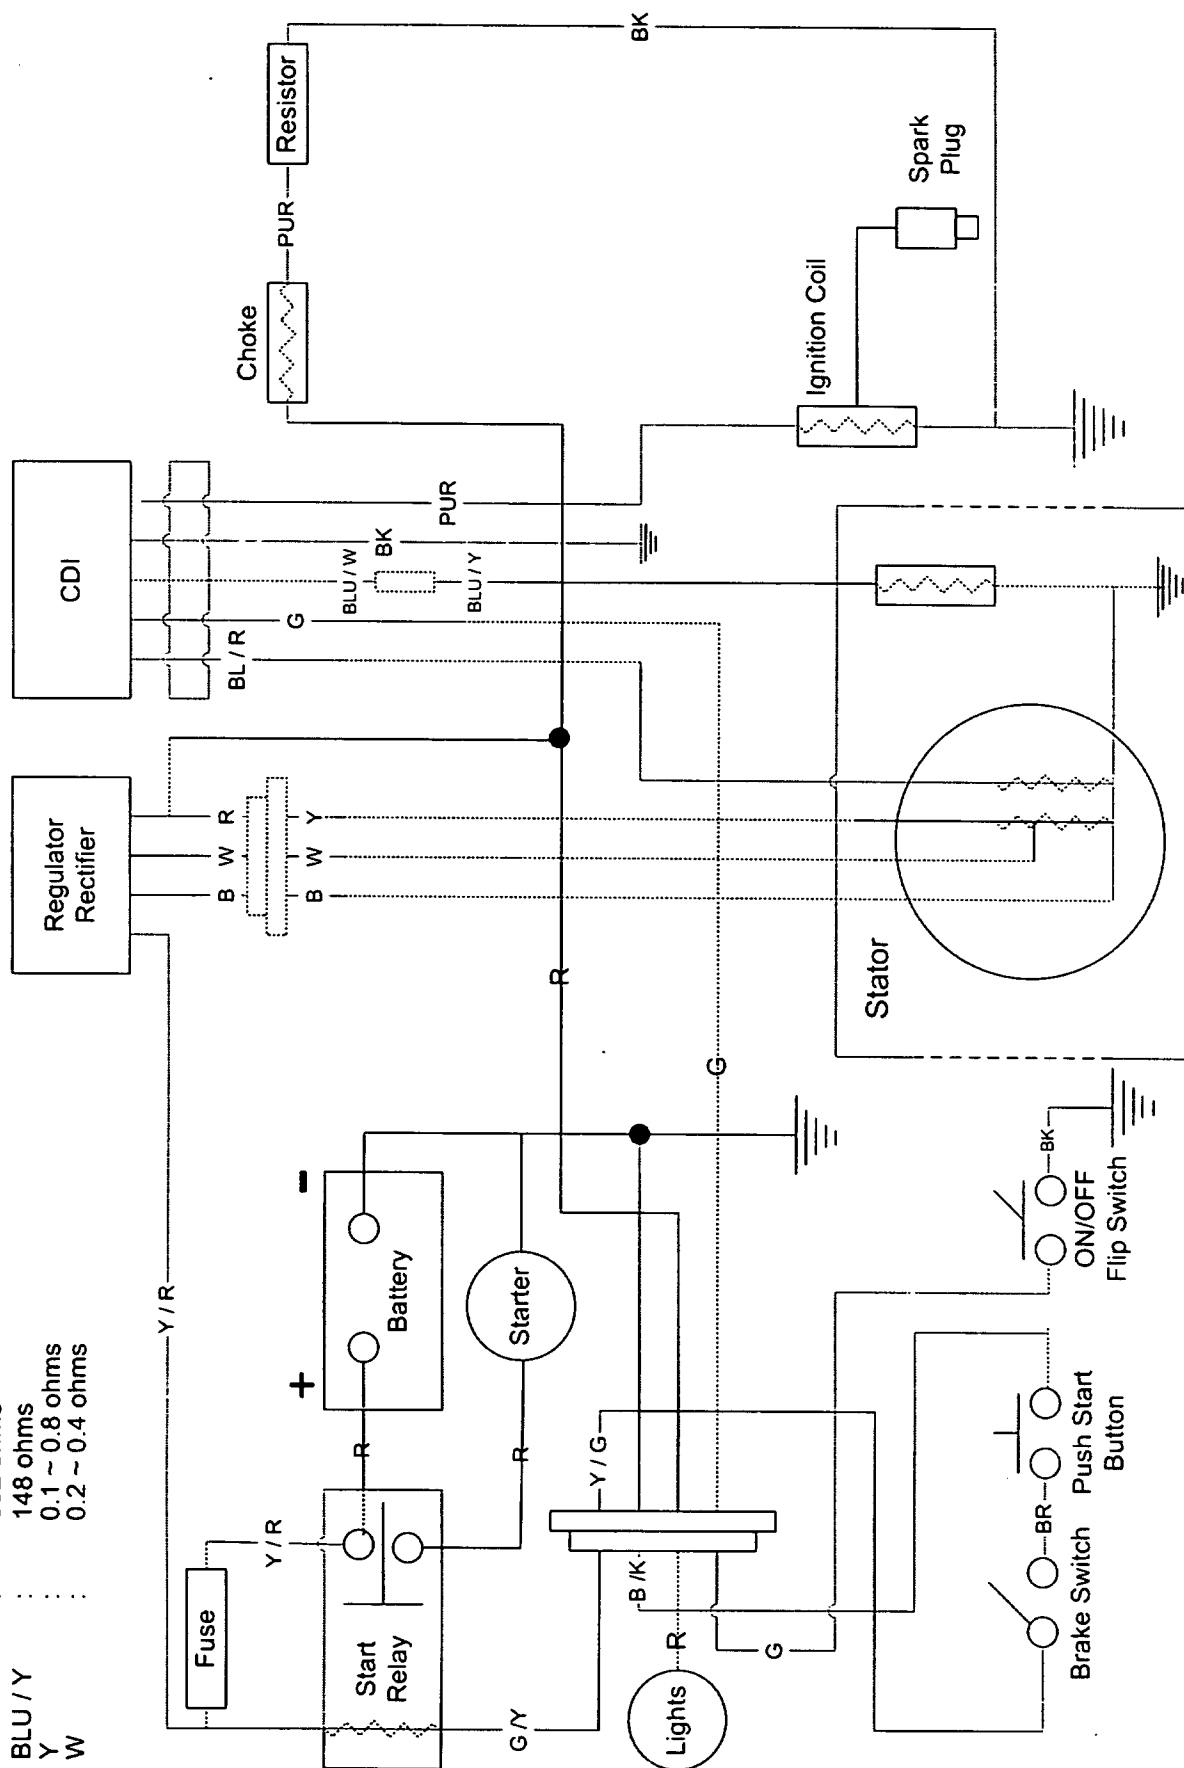 BLU / Y : 148 ohms
Y : 0.1 ~ 0.8 ohms
W : 0.2 ~ 0.4 ohms
Fuse
Y / R
Y / R
Start
Relay
G /Y
R
+
-
Battery
R
Starter
Regulator
Rectifier
B
W
R
B
W
Y
CDI
BL / R
G
BLU / W
BLU / Y
BK
PUR
Choke
PUR
Resistor
BK
R
Y / G
B /K
R
Lights
G
G
Stator
Ignition Coil
Spark
Plug
BR
BK
Brake Switch
Push Start
Button
ON/OFF
Flip Switch